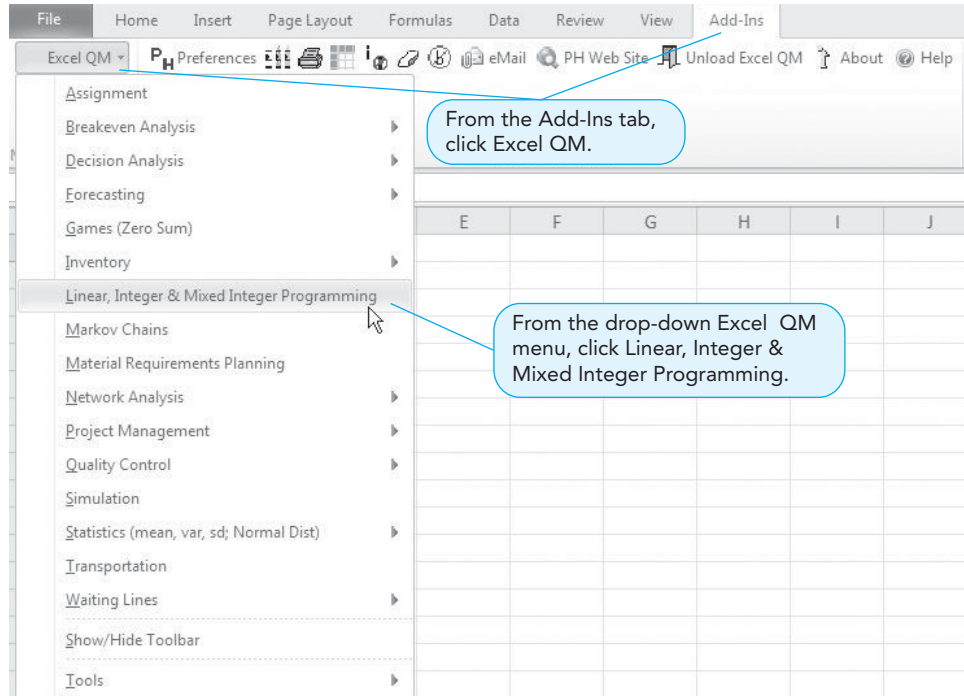 File Home Insert Page Layout Formulas Data Review View Add-Ins
Excel QM PH Preferences eMail PH Web Site Unload Excel QM About Help
Assignment
Breakeven Analysis
Decision Analysis
Forecasting
Games (Zero Sum)
Inventory
Linear, Integer & Mixed Integer Programming
Markov Chains
Material Requirements Planning
Network Analysis
Project Management
Quality Control
Simulation
Statistics (mean, var, sd; Normal Dist)
Transportation
Waiting Lines
Show/Hide Toolbar
Tools
From the Add-Ins tab,
click Excel QM.
E F G H I J
From the drop-down Excel QM
menu, click Linear, Integer &
Mixed Integer Programming.